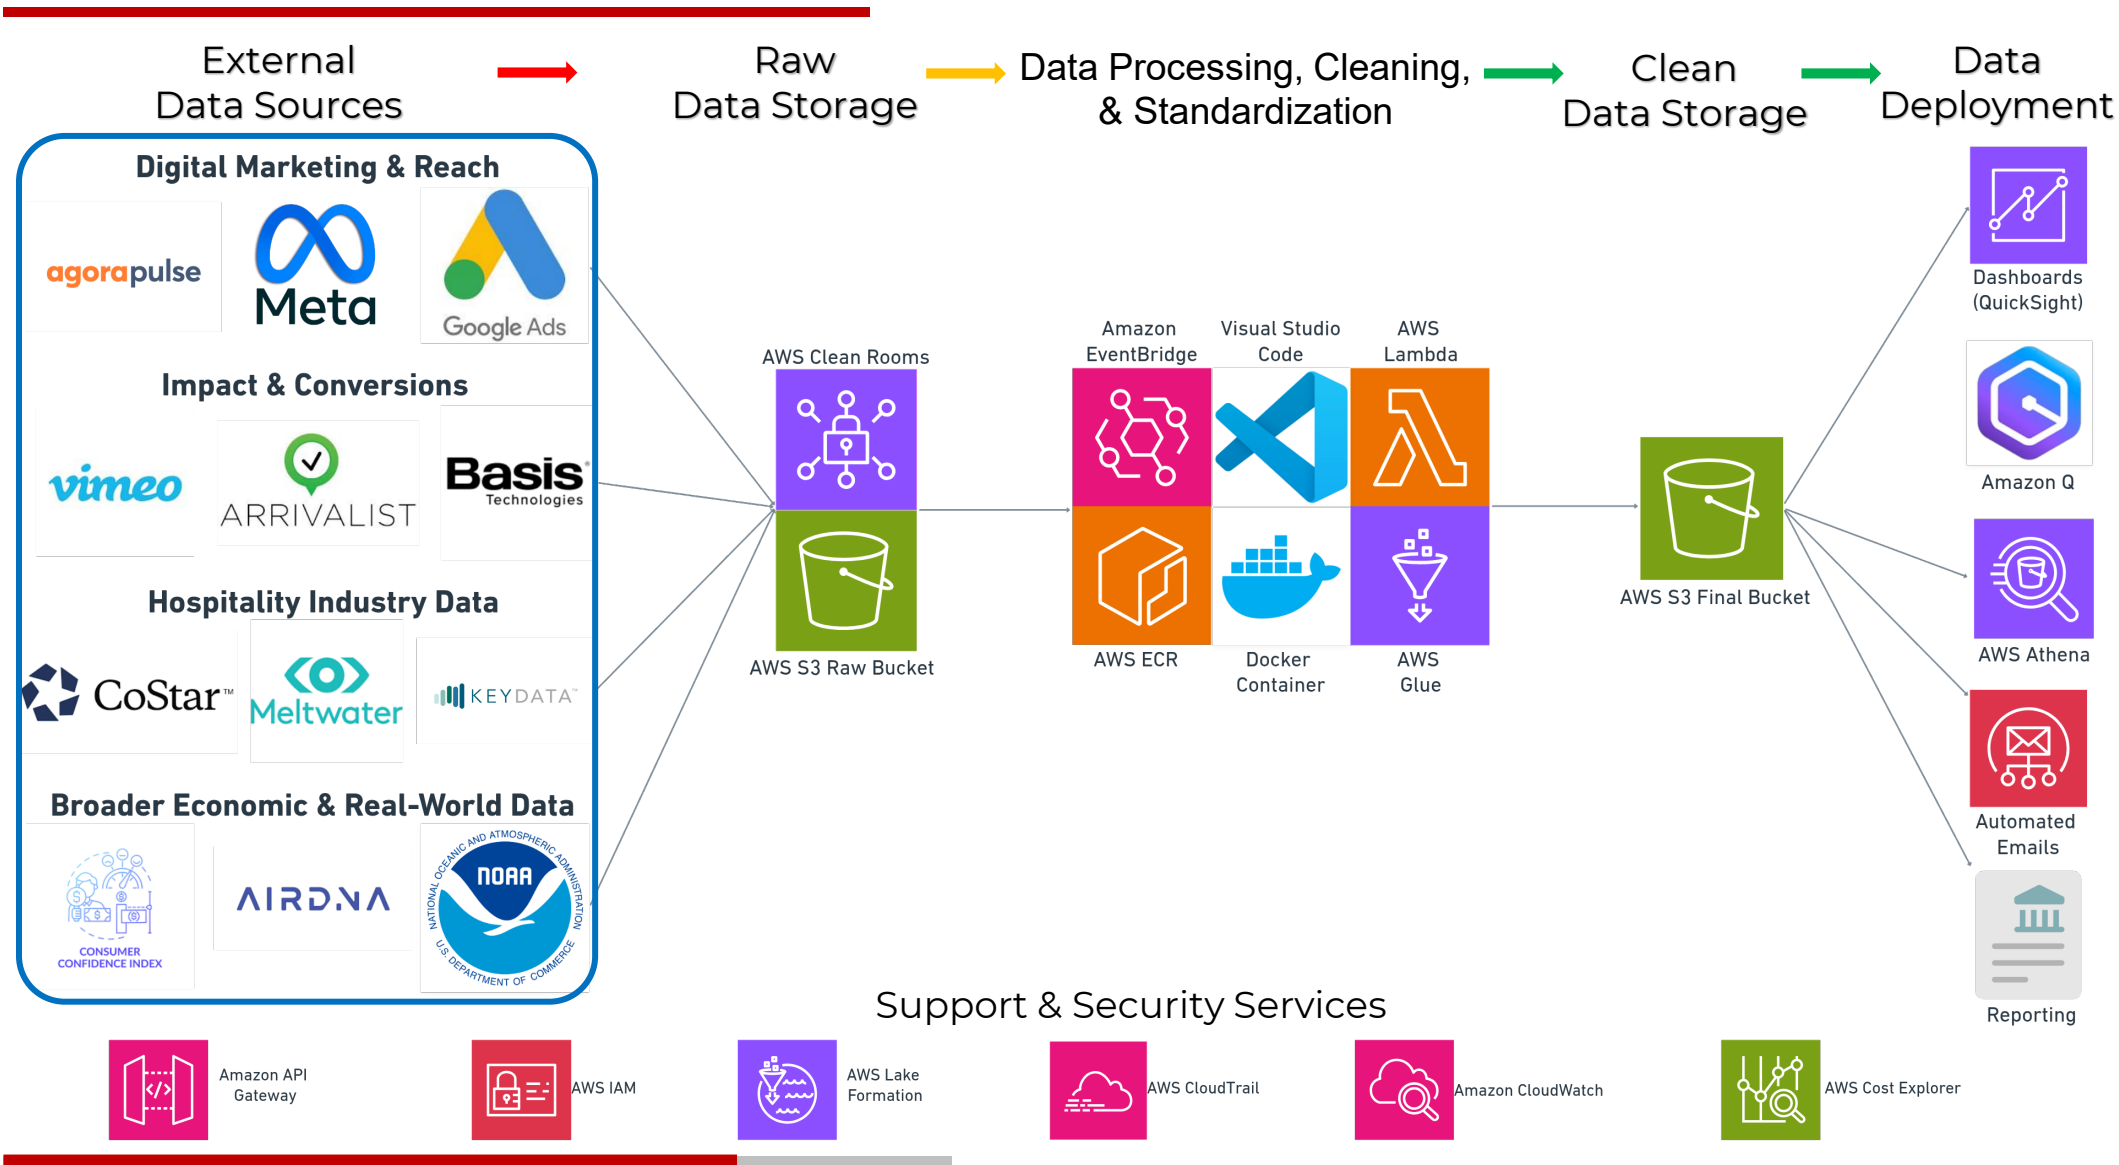 External
Data Sources
Raw
Data Storage
Data Processing, Cleaning,
& Standardization
Clean
Data Storage
Data
Deployment
Digital Marketing & Reach
agorapulse
Meta
Google Ads
Impact & Conversions
vimeo
ARRIVALIST
Basis
Technologies
Hospitality Industry Data
CoStar™
Meltwater
KEYDATA™
Broader Economic & Real-World Data
CONSUMER
CONFIDENCE INDEX
AIRDNA
NATIONAL OCEANIC AND ATMOSPHERIC ADMINISTRATION
NOAA
U.S. DEPARTMENT OF COMMERCE
AWS Clean Rooms
AWS S3 Raw Bucket
Amazon
EventBridge
Visual Studio
Code
AWS
Lambda
AWS ECR
Docker
Container
AWS
Glue
AWS S3 Final Bucket
Dashboards
(QuickSight)
Amazon Q
AWS Athena
Automated
Emails
Reporting
Support & Security Services
Amazon API
Gateway
AWS IAM
AWS Lake
Formation
AWS CloudTrail
Amazon CloudWatch
AWS Cost Explorer